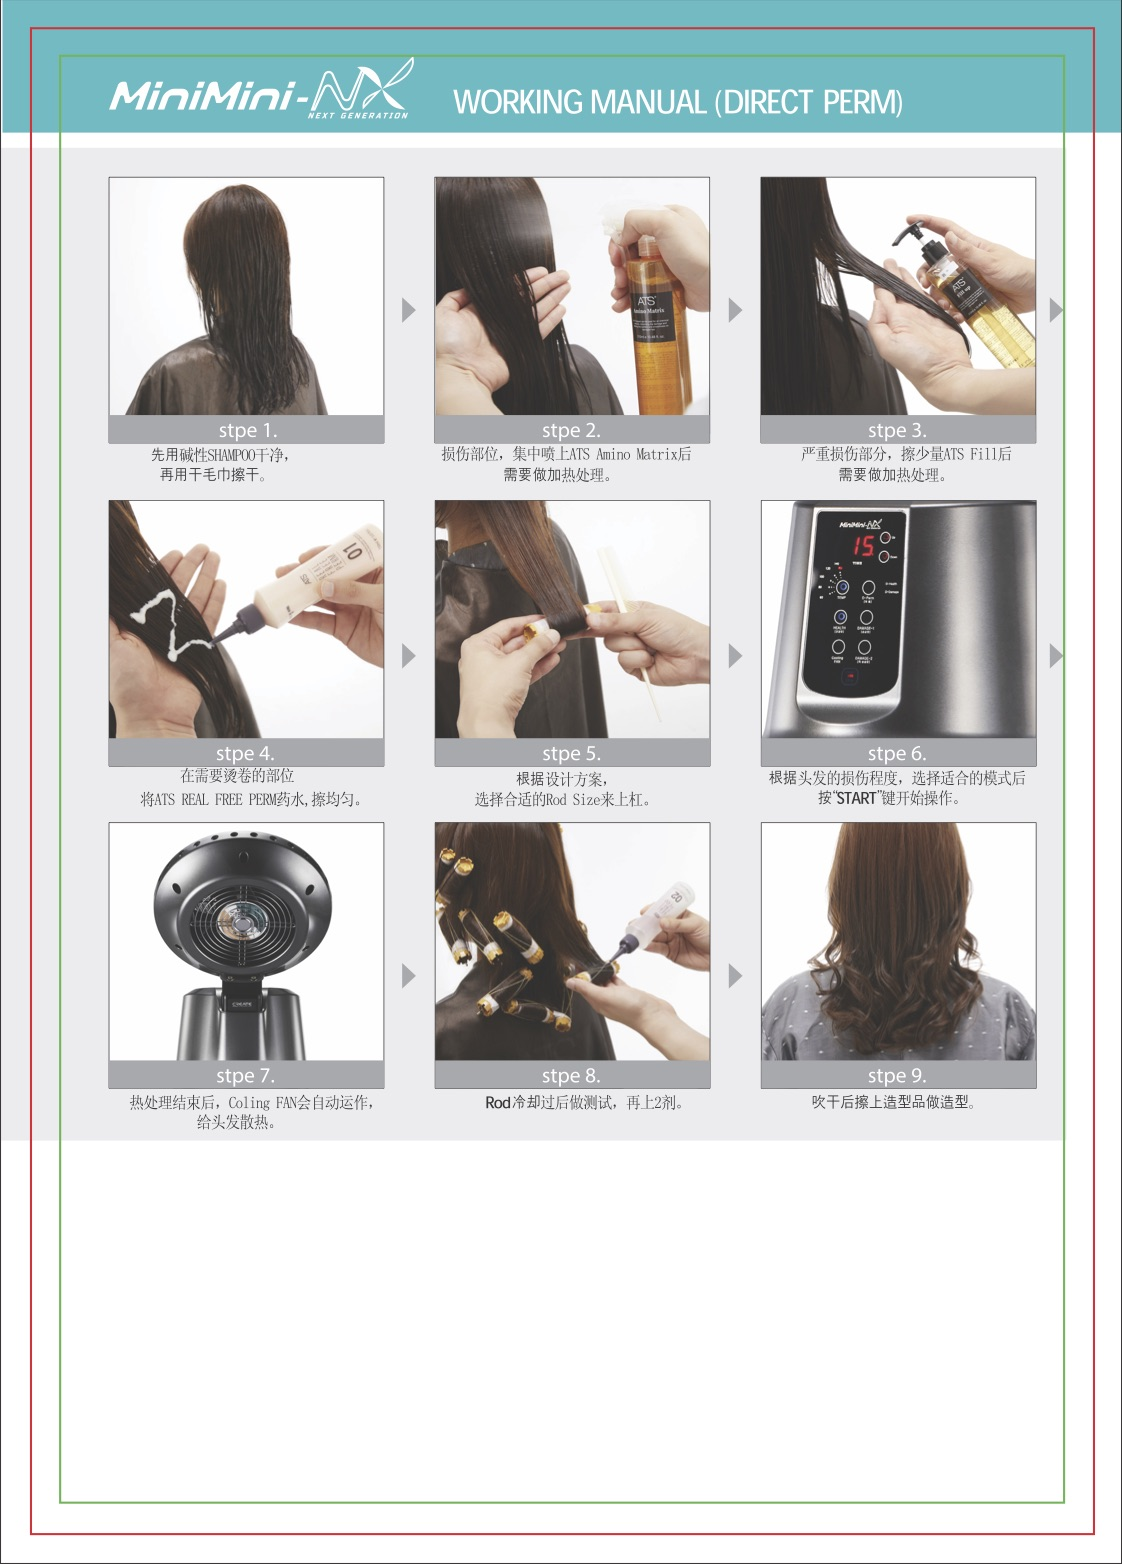 MiniMini-NX
NEXT GENERATION
WORKING MANUAL (DIRECT PERM)
ATS
Amino Matrix
ATS
Fill up
stpe 1.
stpe 2.
stpe 3.
先用碱性SHAMPOO干净，
再用干毛巾擦干。
损伤部位，集中喷上ATS Amino Matrix后
需要做加热处理。
严重损伤部分，擦少量ATS Fill后
需要做加热处理。
01
MiniMini-NX
15
stpe 4.
stpe 5.
stpe 6.
在需要烫卷的部位
将ATS REAL FREE PERM药水,擦均匀。
根据设计方案，
选择合适的Rod Size来上杠。
根据头发的损伤程度，选择适合的模式后
按“START”键开始操作。
02
stpe 7.
stpe 8.
stpe 9.
热处理结束后，Coling FAN会自动运作，
给头发散热。
Rod冷却过后做测试，再上2剂。
吹干后擦上造型品做造型。